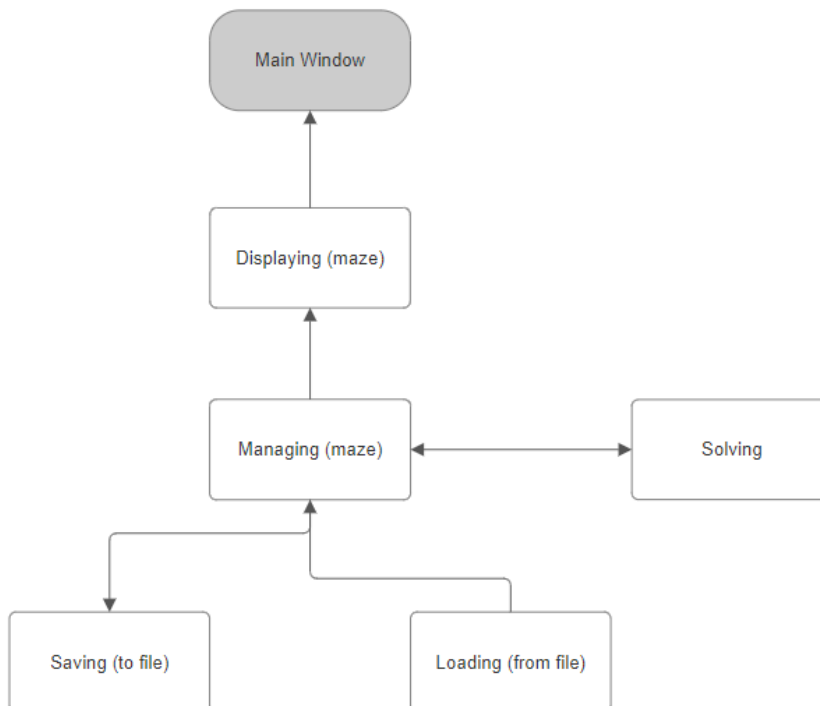 Main Window
Displaying (maze)
Managing (maze)
Solving
Saving (to file)
Loading (from file)